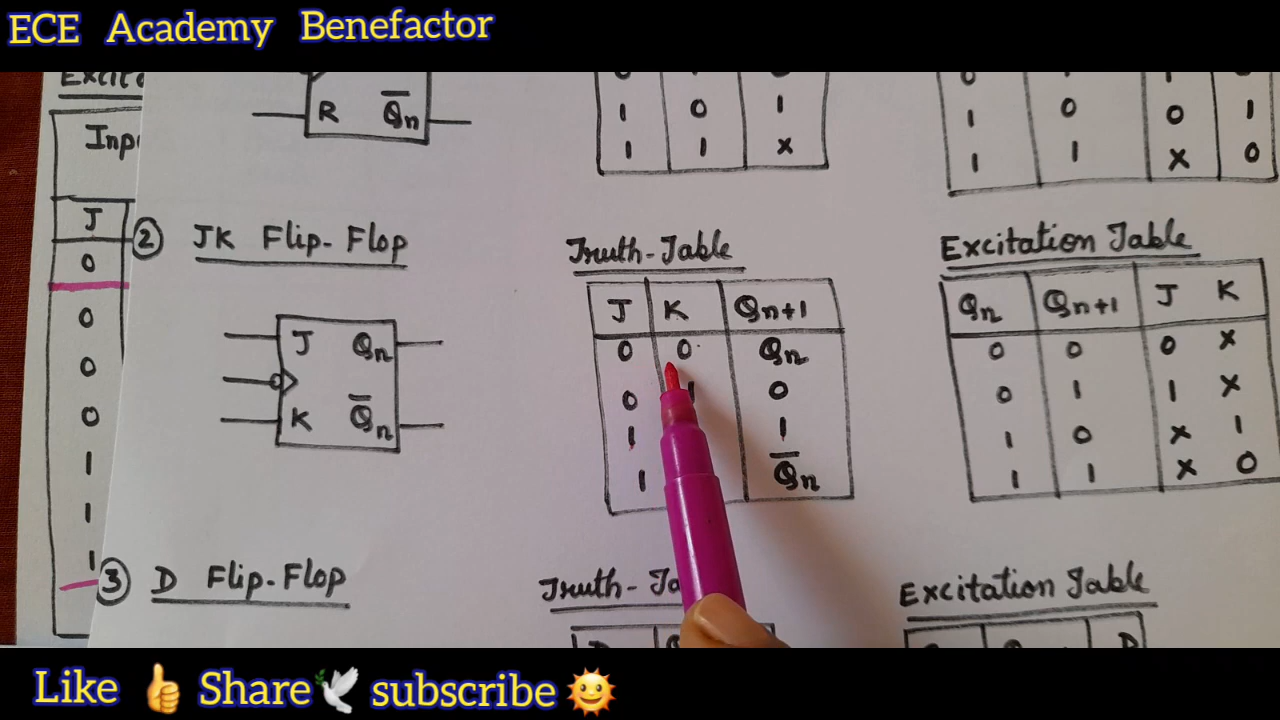 ECE Academy Benefactor
R Q̅n
1 0 1
1 1 x
1 0 0 1
1 1 x 0
J
0
0
0
0
1
1
1
② JK Flip-Flop
J Qn
K Q̅n
Truth-Table
J K Qn+1
0 0 Qn
0 1 0
1 1
1 Q̅n
Excitation Table
Qn Qn+1 J K
0 0 0 x
0 1 1 x
1 0 x 1
1 1 x 0
③ D Flip-Flop
Excitation Table
Like 👍 Share 🕊 subscribe 🌞